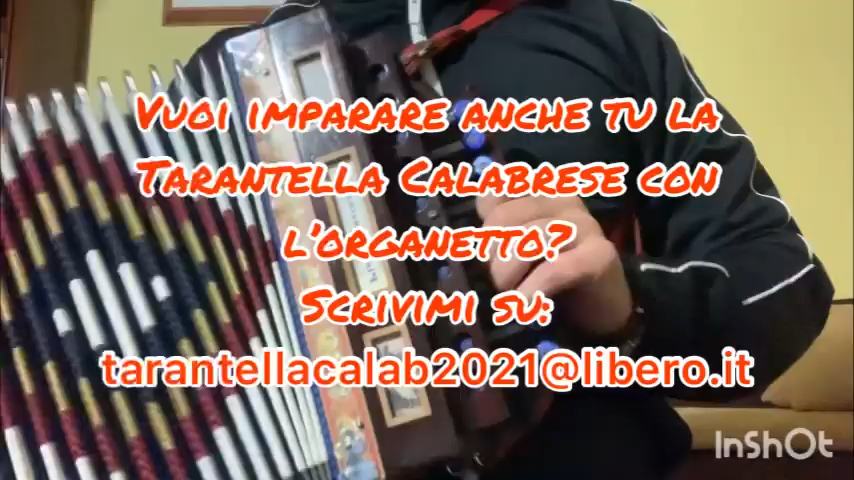 Vuoi imparare anche tu la
Tarantella Calabrese con
l'organetto?
Scrivimi su:
tarantellacalab2021@libero.it
InShOt